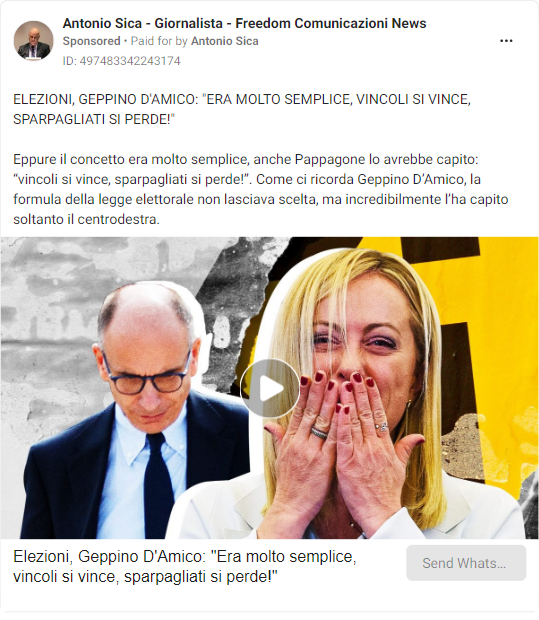 Antonio Sica - Giornalista - Freedom Comunicazioni News
Sponsored • Paid for by Antonio Sica
ID: 497483342243174
ELEZIONI, GEPPINO D'AMICO: "ERA MOLTO SEMPLICE, VINCOLI SI VINCE,
SPARPAGLIATI SI PERDE!"
Eppure il concetto era molto semplice, anche Pappagone lo avrebbe capito:
“vincoli si vince, sparpagliati si perde!”. Come ci ricorda Geppino D’Amico, la
formula della legge elettorale non lasciava scelta, ma incredibilmente l’ha capito
soltanto il centrodestra.
Elezioni, Geppino D'Amico: "Era molto semplice,
vincoli si vince, sparpagliati si perde!"
Send Whats...